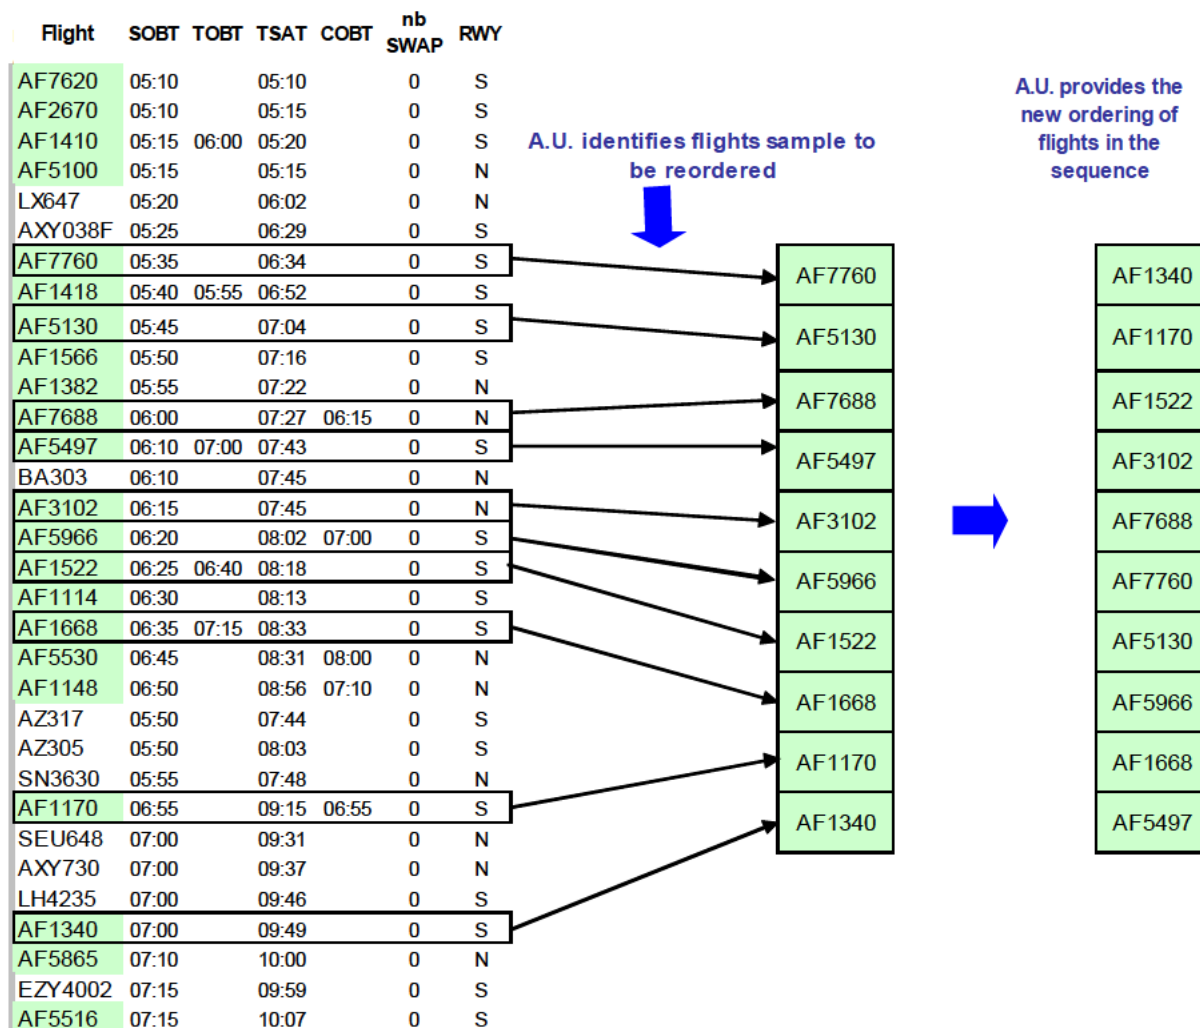 Flight SOBT TOBT TSAT COBT nb SWAP RWY
AF7620 05:10 05:10 0 S
AF2670 05:10 05:15 0 S
AF1410 05:15 06:00 05:20 0 S
AF5100 05:15 05:15 0 N
LX647 05:20 06:02 0 N
AXY038F 05:25 06:29 0 S
AF7760 05:35 06:34 0 S
AF1418 05:40 05:55 06:52 0 S
AF5130 05:45 07:04 0 S
AF1566 05:50 07:16 0 S
AF1382 05:55 07:22 0 N
AF7688 06:00 07:27 06:15 0 N
AF5497 06:10 07:00 07:43 0 S
BA303 06:10 07:45 0 N
AF3102 06:15 07:45 0 N
AF5966 06:20 08:02 07:00 0 S
AF1522 06:25 06:40 08:18 0 S
AF1114 06:30 08:13 0 S
AF1668 06:35 07:15 08:33 0 S
AF5530 06:45 08:31 08:00 0 N
AF1148 06:50 08:56 07:10 0 N
AZ317 05:50 07:44 0 S
AZ305 05:50 08:03 0 S
SN3630 05:55 07:48 0 N
AF1170 06:55 09:15 06:55 0 S
SEU648 07:00 09:31 0 N
AXY730 07:00 09:37 0 N
LH4235 07:00 09:46 0 S
AF1340 07:00 09:49 0 S
AF5865 07:10 10:00 0 N
EZY4002 07:15 09:59 0 S
AF5516 07:15 10:07 0 S
A.U. identifies flights sample to
be reordered
AF7760
AF5130
AF7688
AF5497
AF3102
AF5966
AF1522
AF1668
AF1170
AF1340
A.U. provides the
new ordering of
flights in the
sequence
AF1340
AF1170
AF1522
AF3102
AF7688
AF7760
AF5130
AF5966
AF1668
AF5497